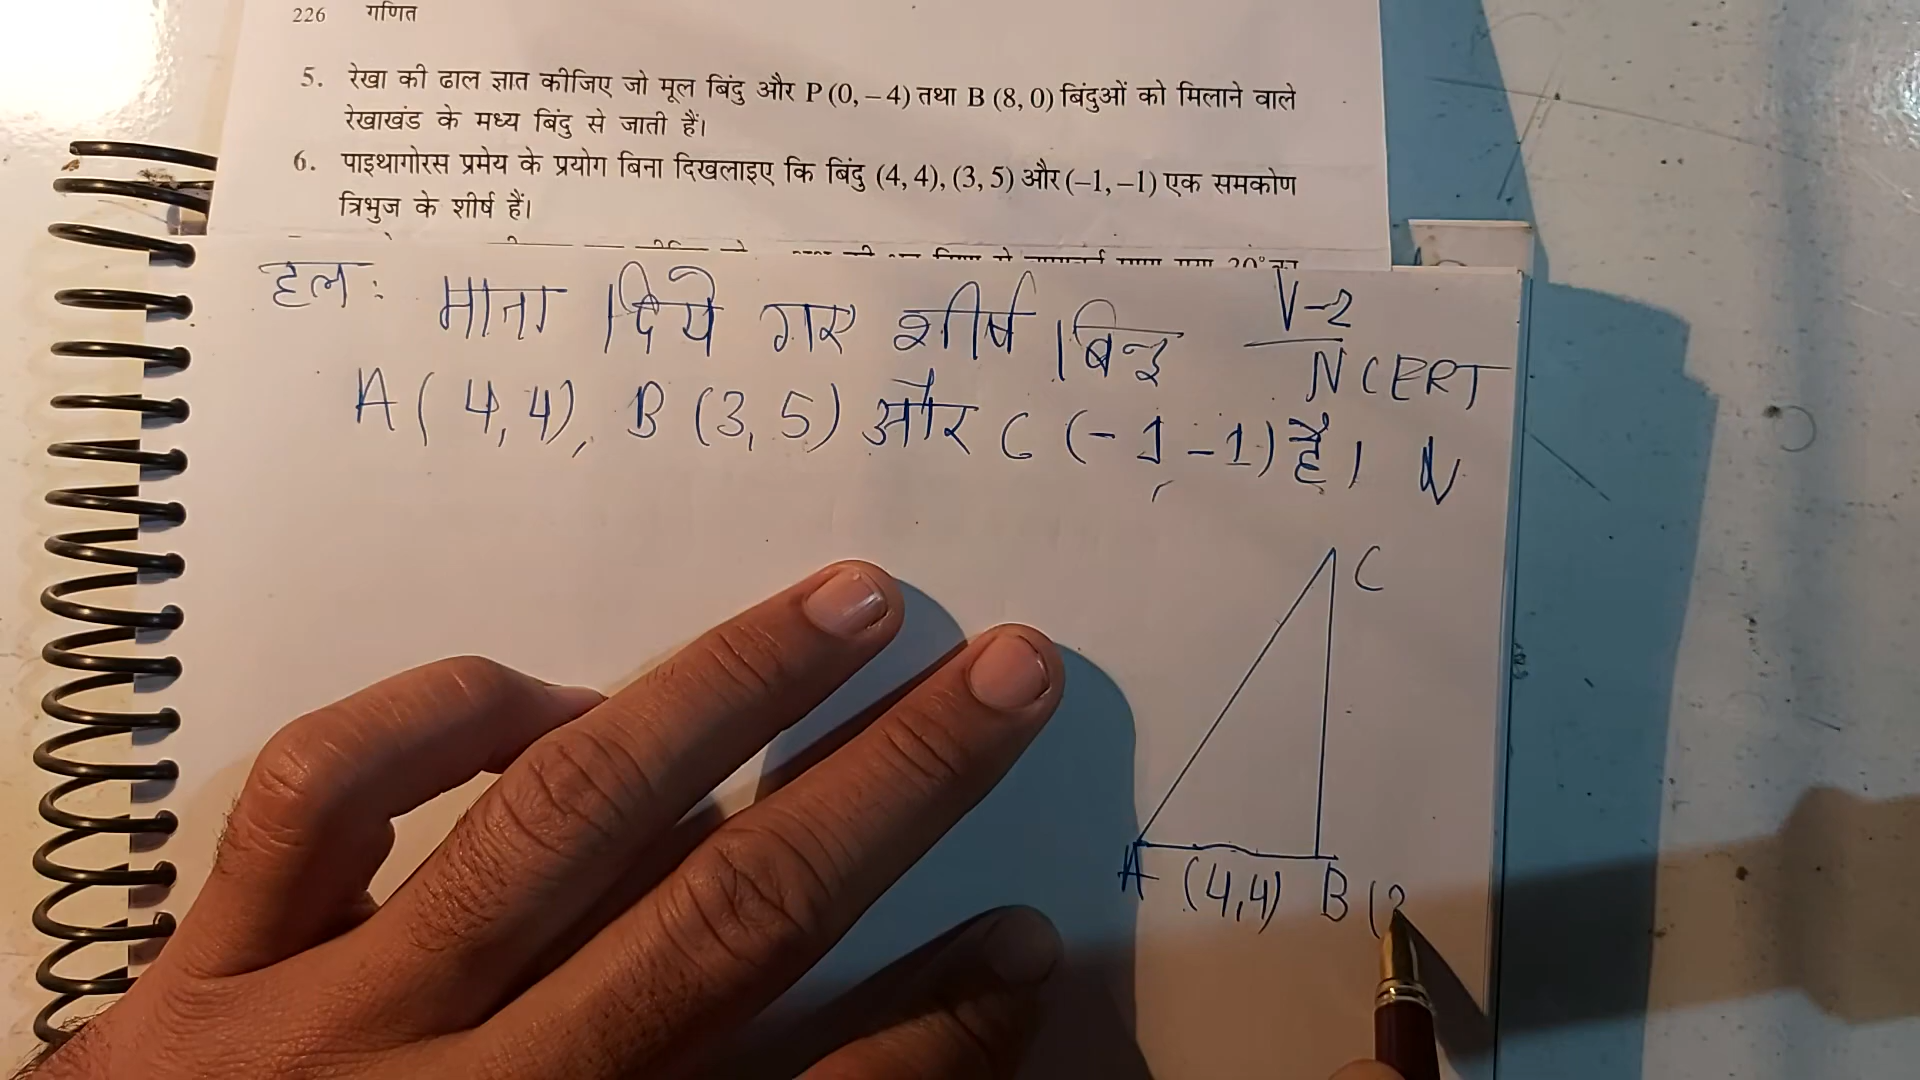 226 गणित
5. रेखा की ढाल ज्ञात कीजिए जो मूल बिंदु और P (0, – 4) तथा B (8, 0) बिंदुओं को मिलाने वाले
रेखाखंड के मध्य बिंदु से जाती हैं।
6. पाइथागोरस प्रमेय के प्रयोग बिना दिखलाइए कि बिंदु (4, 4), (3, 5) और (–1, –1) एक समकोण
त्रिभुज के शीर्ष हैं।
हल : माना दिये गए शीर्ष बिन्दु
V-2
NCERT
A ( 4, 4), B (3, 5) और C (- 1, -1) है। N
C
A (4,4) B (3